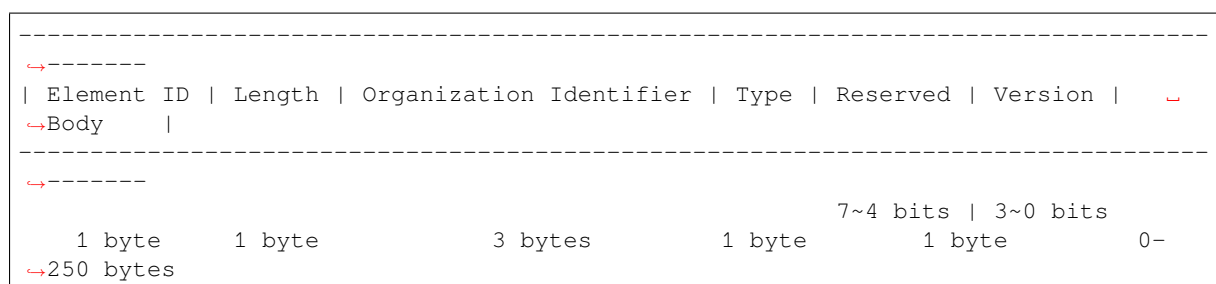 ------------------------------------------------------------------------------------
↪-------
| Element ID | Length | Organization Identifier | Type | Reserved | Version |   ␣
↪Body    |
------------------------------------------------------------------------------------
↪-------
                                                         7~4 bits | 3~0 bits
    1 byte     1 byte            3 bytes         1 byte        1 byte         0-
↪250 bytes